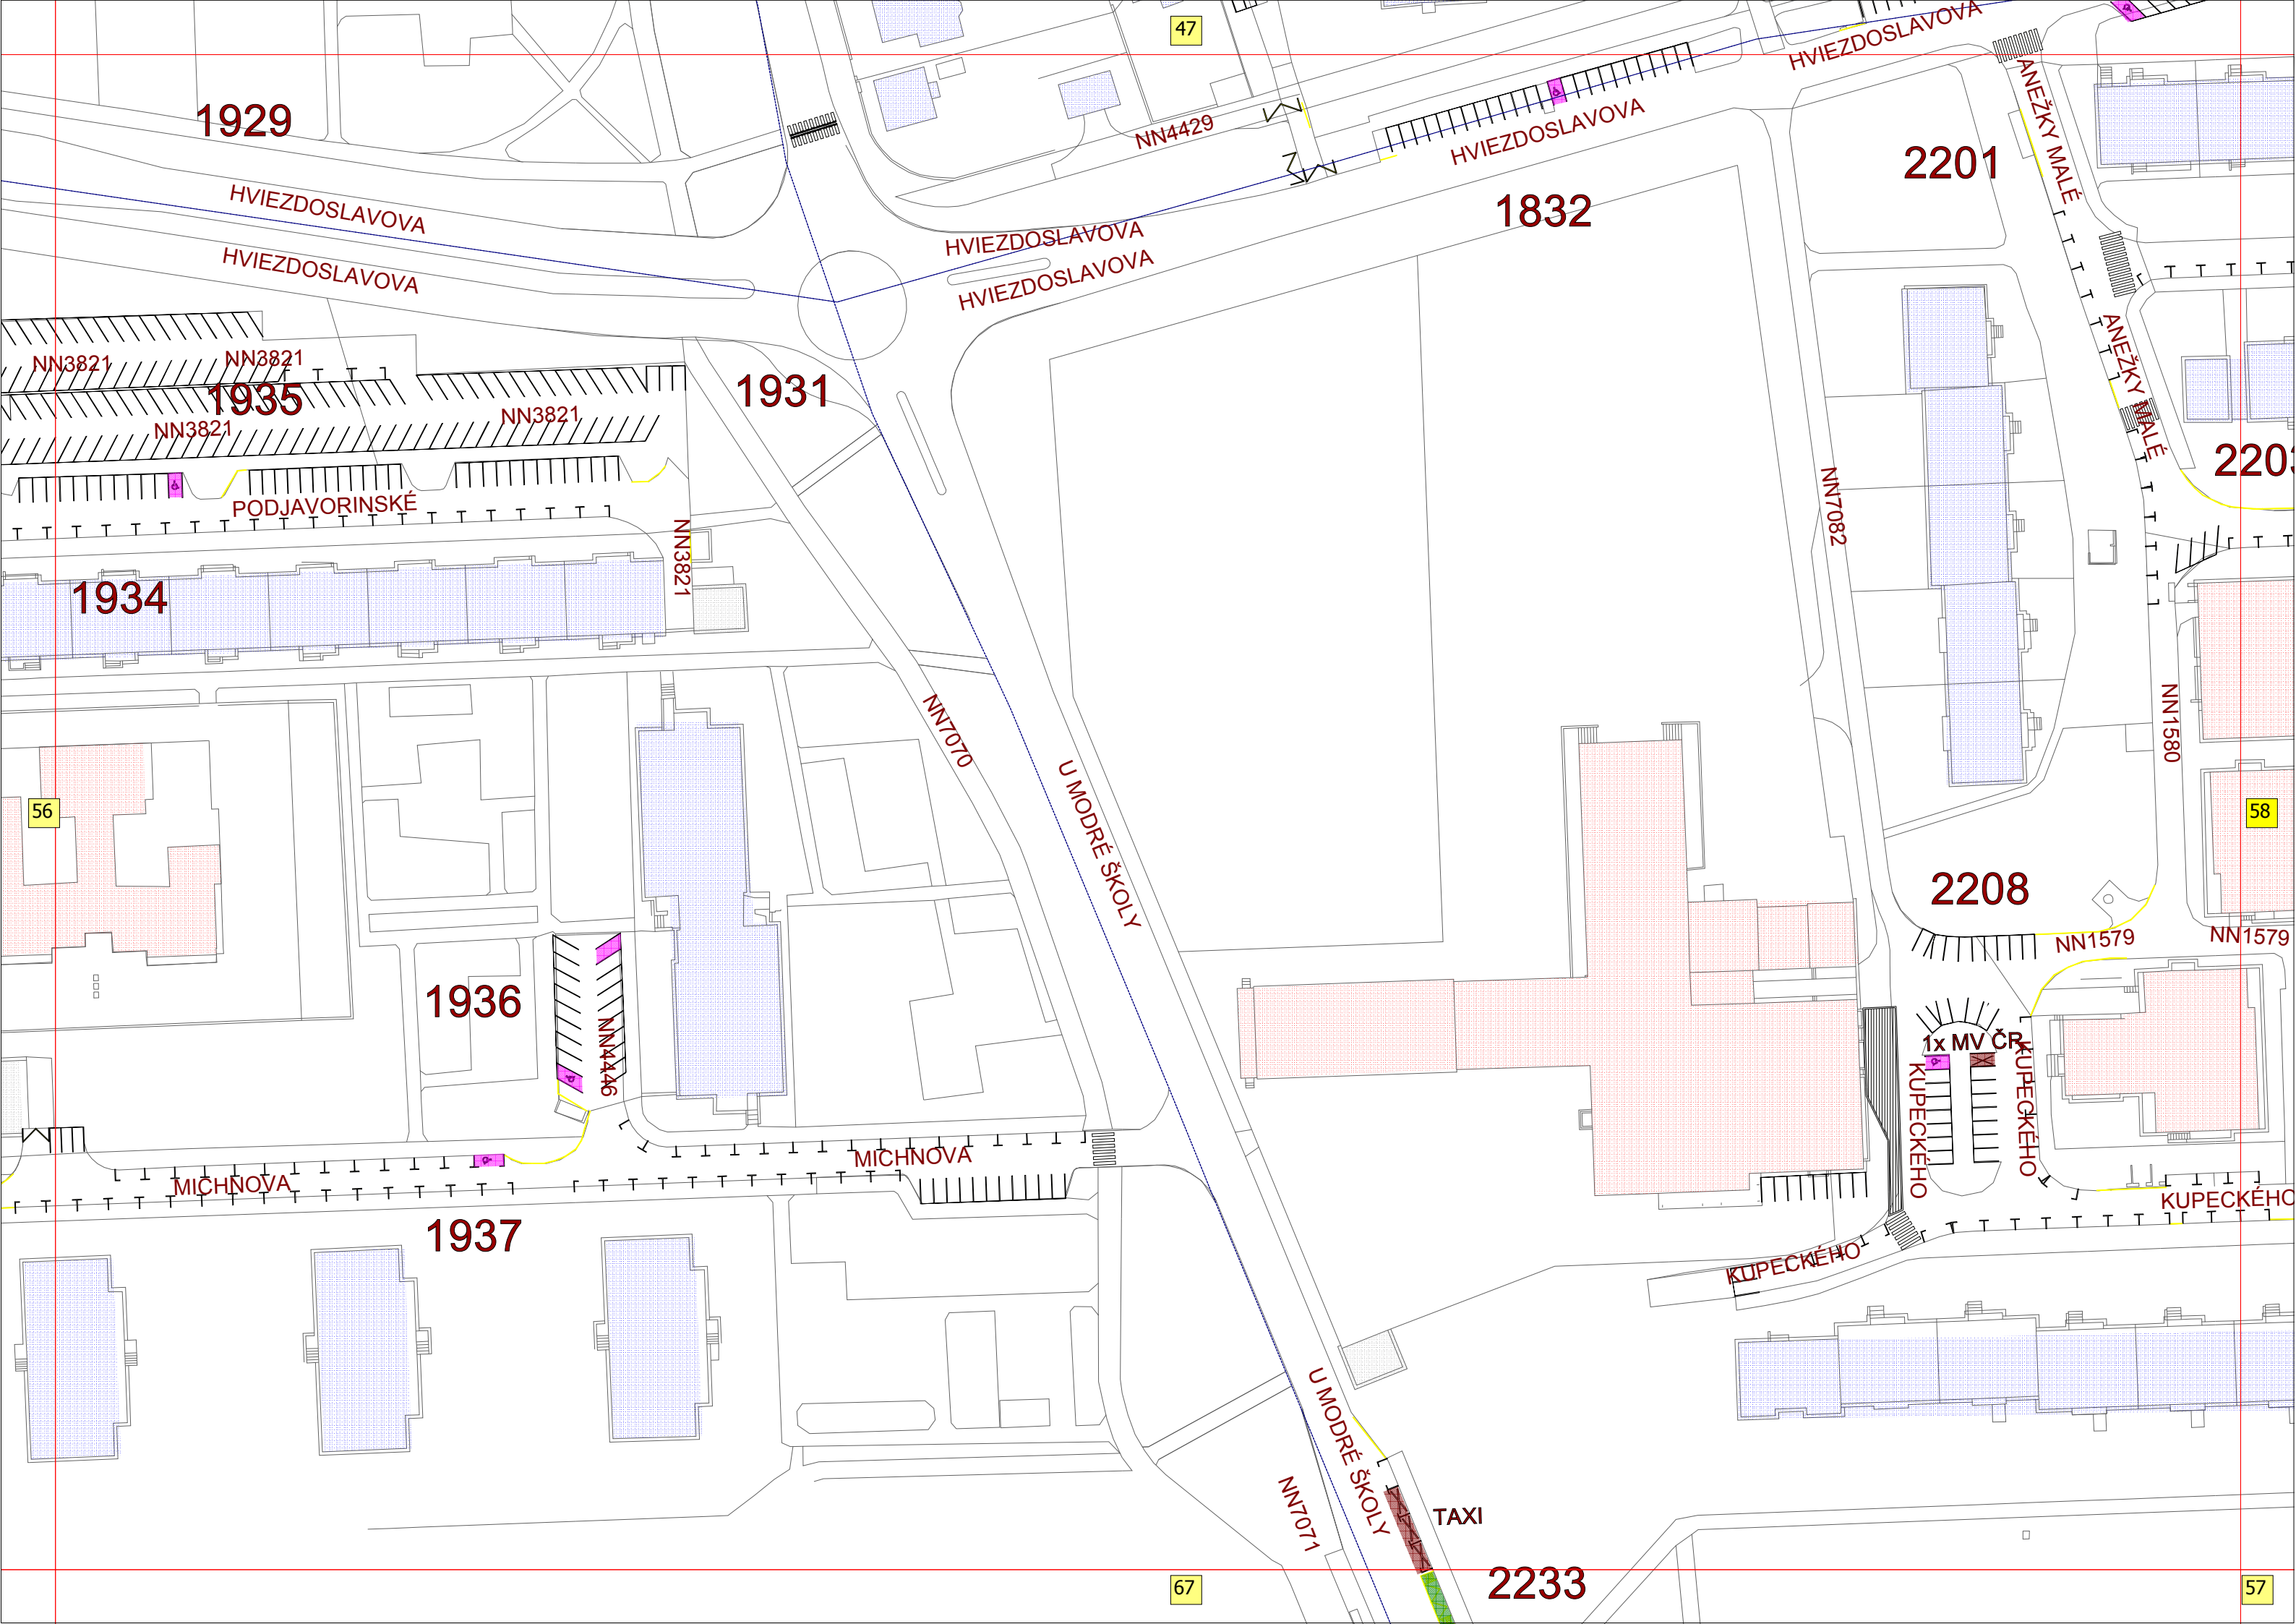 47
HVIEZDOSLAVOVA
ANEŽKY MALÉ
1929
NN4429
HVIEZDOSLAVOVA
2201
HVIEZDOSLAVOVA
1832
HVIEZDOSLAVOVA
HVIEZDOSLAVOVA
HVIEZDOSLAVOVA
NN3821
NN3821
1935
1931
ANEŽKY MALÉ
NN3821
NN3821
PODJAVORINSKÉ
NN7082
NN3821
1934
NN7070
NN1580
56
U MODRÉ ŠKOLY
58
2208
NN1579
NN1579
1936
NN4446
1x MV ČR
KUPECKÉHO
KUPECKÉHO
MICHNOVA
MICHNOVA
KUPECKÉHO
1937
KUPECKÉHO
U MODRÉ ŠKOLY
NN7071
TAXI
2233
67
57